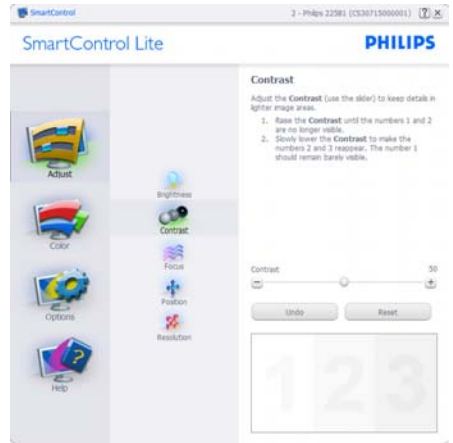 SmartControl
2 - Philips 225B1 (CS30715000001)
SmartControl Lite
PHILIPS
Adjust
Color
Options
Help
Brightness
Contrast
Focus
Position
Resolution
Contrast
Adjust the Contrast (use the slider) to keep details in
lighter image areas.
1. Raise the Contrast until the numbers 1 and 2
are no longer visible.
2. Slowly lower the Contrast to make the
numbers 2 and 3 reappear. The number 1
should remain barely visible.
Contrast 50
Undo Reset
1 2 3